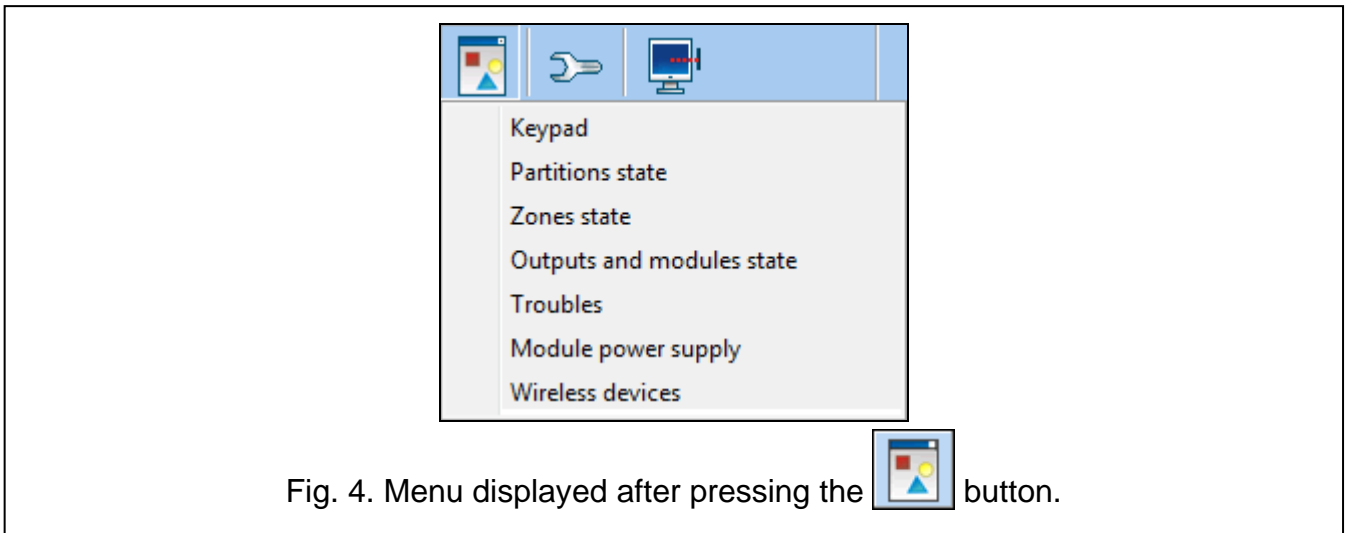 Keypad
Partitions state
Zones state
Outputs and modules state
Troubles
Module power supply
Wireless devices
Fig. 4. Menu displayed after pressing the button.